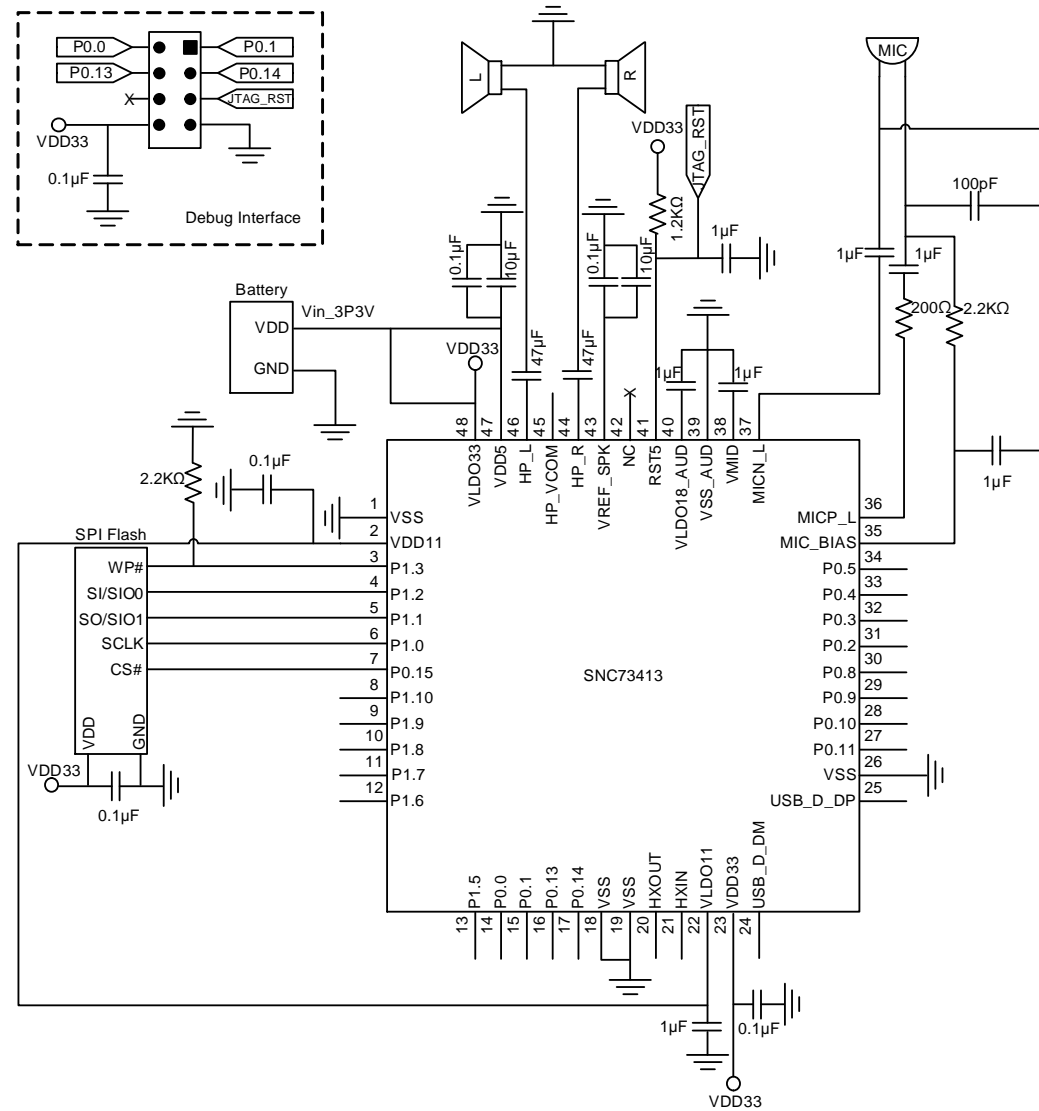 P0.0
P0.1
P0.13
P0.14
JTAG_RST
VDD33
0.1µF
Debug Interface
L
R
VDD33
JTAG_RST
1.2KΩ
1µF
MIC
100pF
1µF
1µF
200Ω
2.2KΩ
1µF
0.1µF
10µF
0.1µF
10µF
47µF
47µF
1µF
1µF
Battery
VDD
GND
Vin_3P3V
VDD33
2.2KΩ
0.1µF
SPI Flash
WP#
SI/SIO0
SO/SIO1
SCLK
CS#
VDD
GND
VDD33
0.1µF
48
47
46
45
44
43
42
41
40
39
38
37
VLDO33
VDD5
HP_L
HP_VCOM
HP_R
VREF_SPK
NC
RST5
VLDO18_AUD
VSS_AUD
VMID
MICN_L
1 VSS
2 VDD11
3 P1.3
4 P1.2
5 P1.1
6 P1.0
7 P0.15
8 P1.10
9 P1.9
10 P1.8
11 P1.7
12 P1.6
SNC73413
MICP_L 36
MIC_BIAS 35
P0.5 34
P0.4 33
P0.3 32
P0.2 31
P0.8 30
P0.9 29
P0.10 28
P0.11 27
VSS 26
USB_D_DP 25
P1.5
P0.0
P0.1
P0.13
P0.14
VSS
VSS
HXOUT
HXIN
VLDO11
VDD33
USB_D_DM
13
14
15
16
17
18
19
20
21
22
23
24
1µF
0.1µF
VDD33